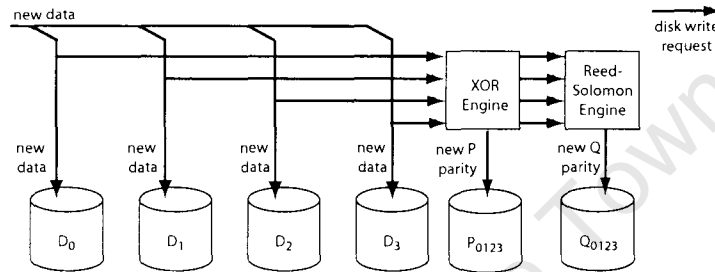 new data
disk write
request
XOR
Engine
Reed-
Solomon
Engine
new
data
new
data
new
data
new
data
new P
parity
new Q
parity
D0
D1
D2
D3
P0123
Q0123
Town